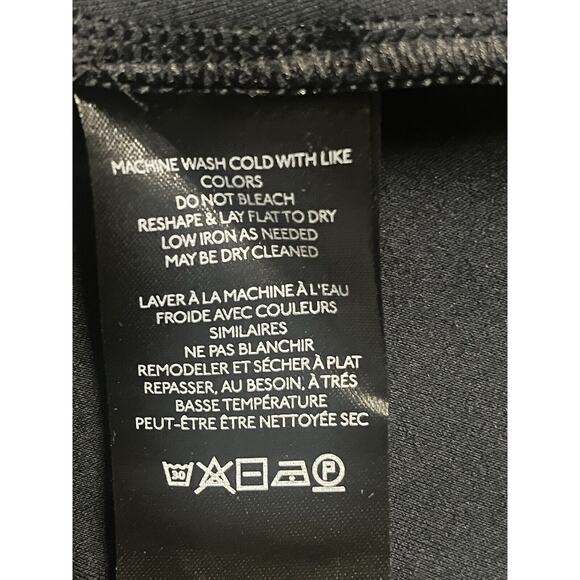 MACHINE WASH COLD WITH LIKE
COLORS
DO NOT BLEACH
RESHAPE & LAY FLAT TO DRY
LOW IRON AS NEEDED
MAY BE DRY CLEANED
LAVER À LA MACHINE À L'EAU
FROIDE AVEC COULEURS
SIMILAIRES
NE PAS BLANCHIR
REMODELER ET SÉCHER À PLAT
REPASSER, AU BESOIN, À TRÉS
BASSE TEMPÉRATURE
PEUT-ÊTRE ÊTRE NETTOYÉE SEC
30 P